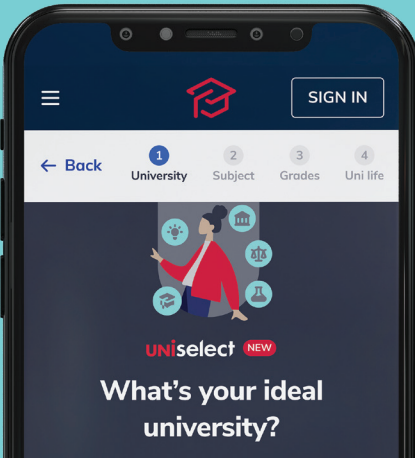 SIGN IN
← Back
1
University
2
Subject
3
Grades
4
Uni life
uniselect NEW
What's your ideal
university?